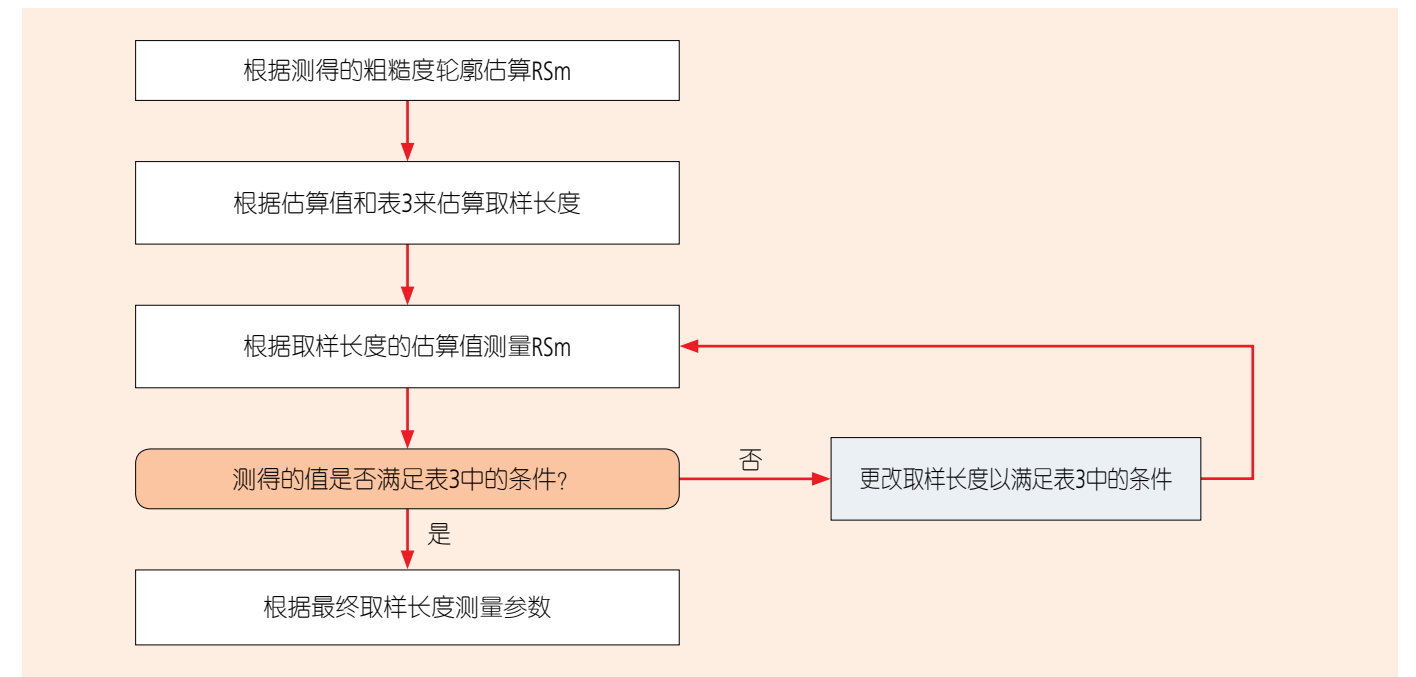 根据测得的粗糙度轮廓估算RSm
根据估算值和表3来估算取样长度
根据取样长度的估算值测量RSm
测得的值是否满足表3中的条件?
否
更改取样长度以满足表3中的条件
是
根据最终取样长度测量参数